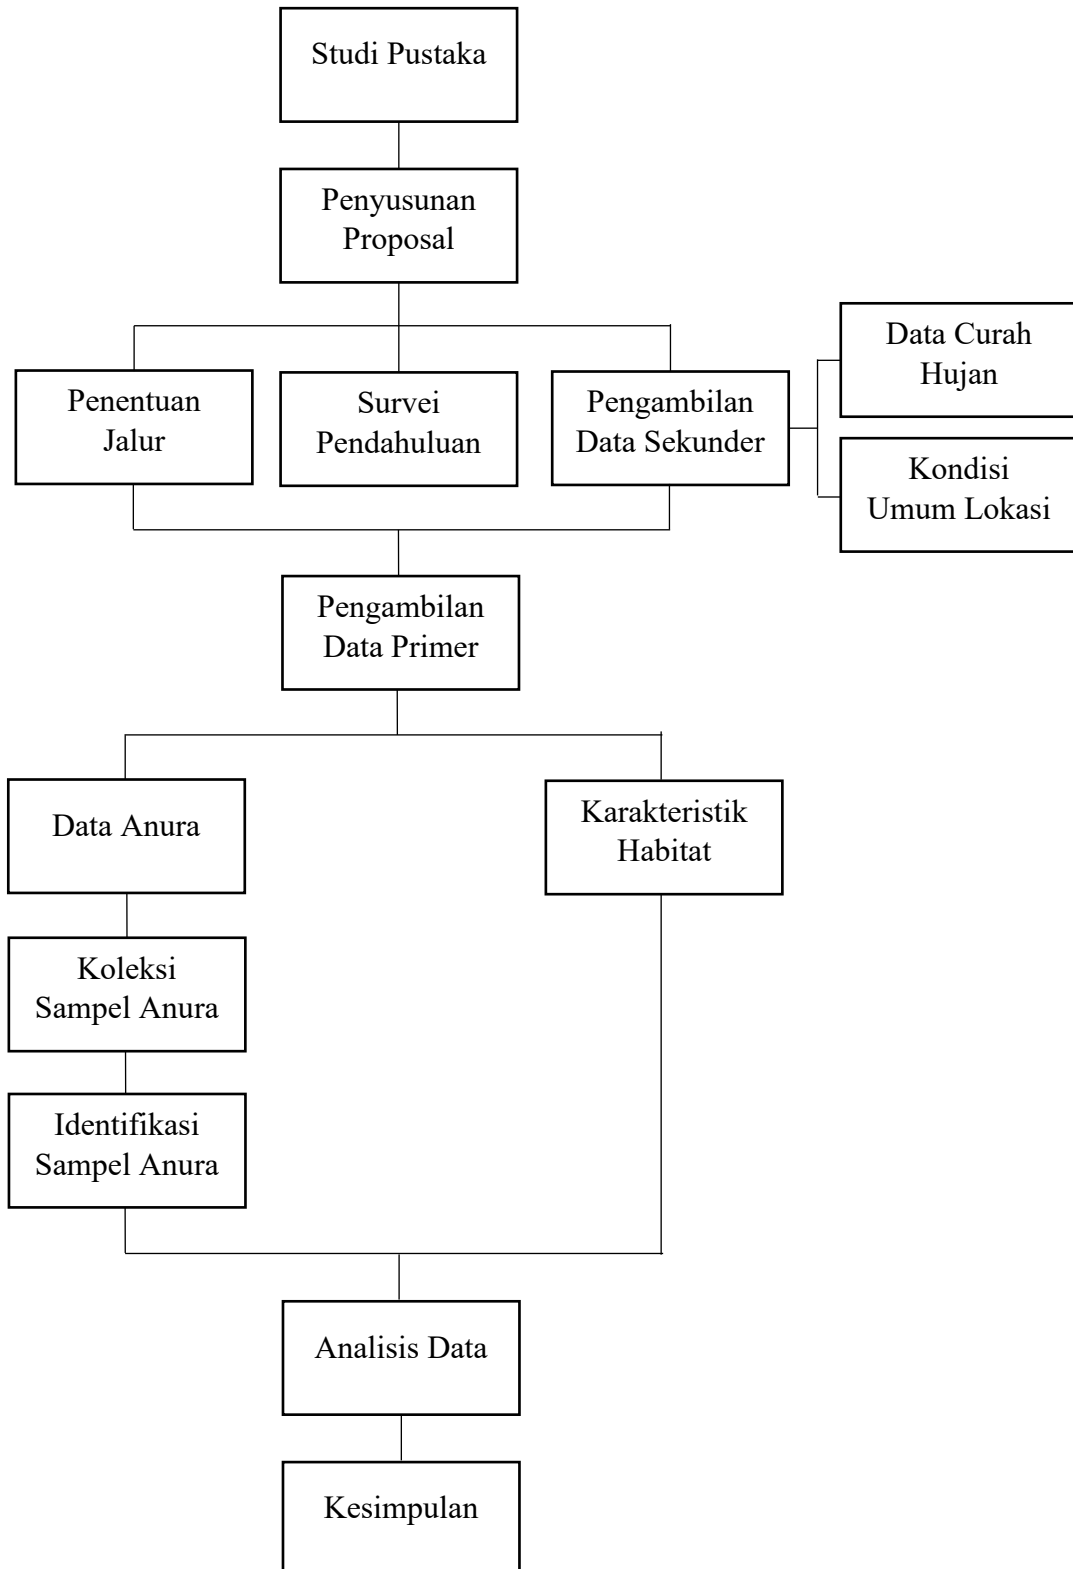 Studi Pustaka
Penyusunan
Proposal
Penentuan
Jalur
Survei
Pendahuluan
Pengambilan
Data Sekunder
Data Curah
Hujan
Kondisi
Umum Lokasi
Pengambilan
Data Primer
Data Anura
Karakteristik
Habitat
Koleksi
Sampel Anura
Identifikasi
Sampel Anura
Analisis Data
Kesimpulan